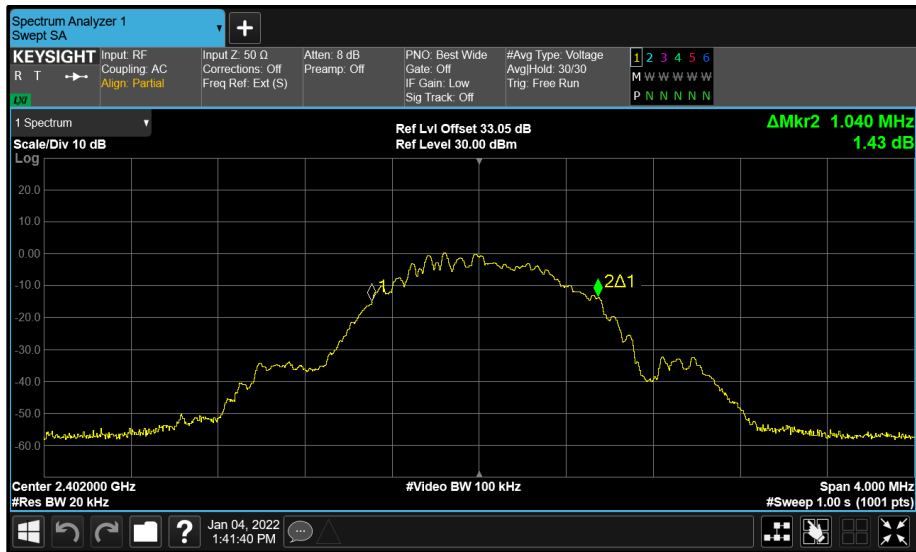 Spectrum Analyzer 1
Swept SA
+
KEYSIGHT
R T
LXI
Input: RF
Coupling: AC
Align: Partial
Input Z: 50 Ω
Corrections: Off
Freq Ref: Ext (S)
Atten: 8 dB
Preamp: Off
PNO: Best Wide
Gate: Off
IF Gain: Low
Sig Track: Off
#Avg Type: Voltage
Avg|Hold: 30/30
Trig: Free Run
1 2 3 4 5 6
M W W W W W
P N N N N N
1 Spectrum
Scale/Div 10 dB
Ref Lvl Offset 33.05 dB
Ref Level 30.00 dBm
ΔMkr2 1.040 MHz
1.43 dB
Log
20.0
10.0
0.00
-10.0
-20.0
-30.0
-40.0
-50.0
-60.0
1
2Δ1
Center 2.402000 GHz
#Video BW 100 kHz
Span 4.000 MHz
#Res BW 20 kHz
#Sweep 1.00 s (1001 pts)
?
Jan 04, 2022
1:41:40 PM